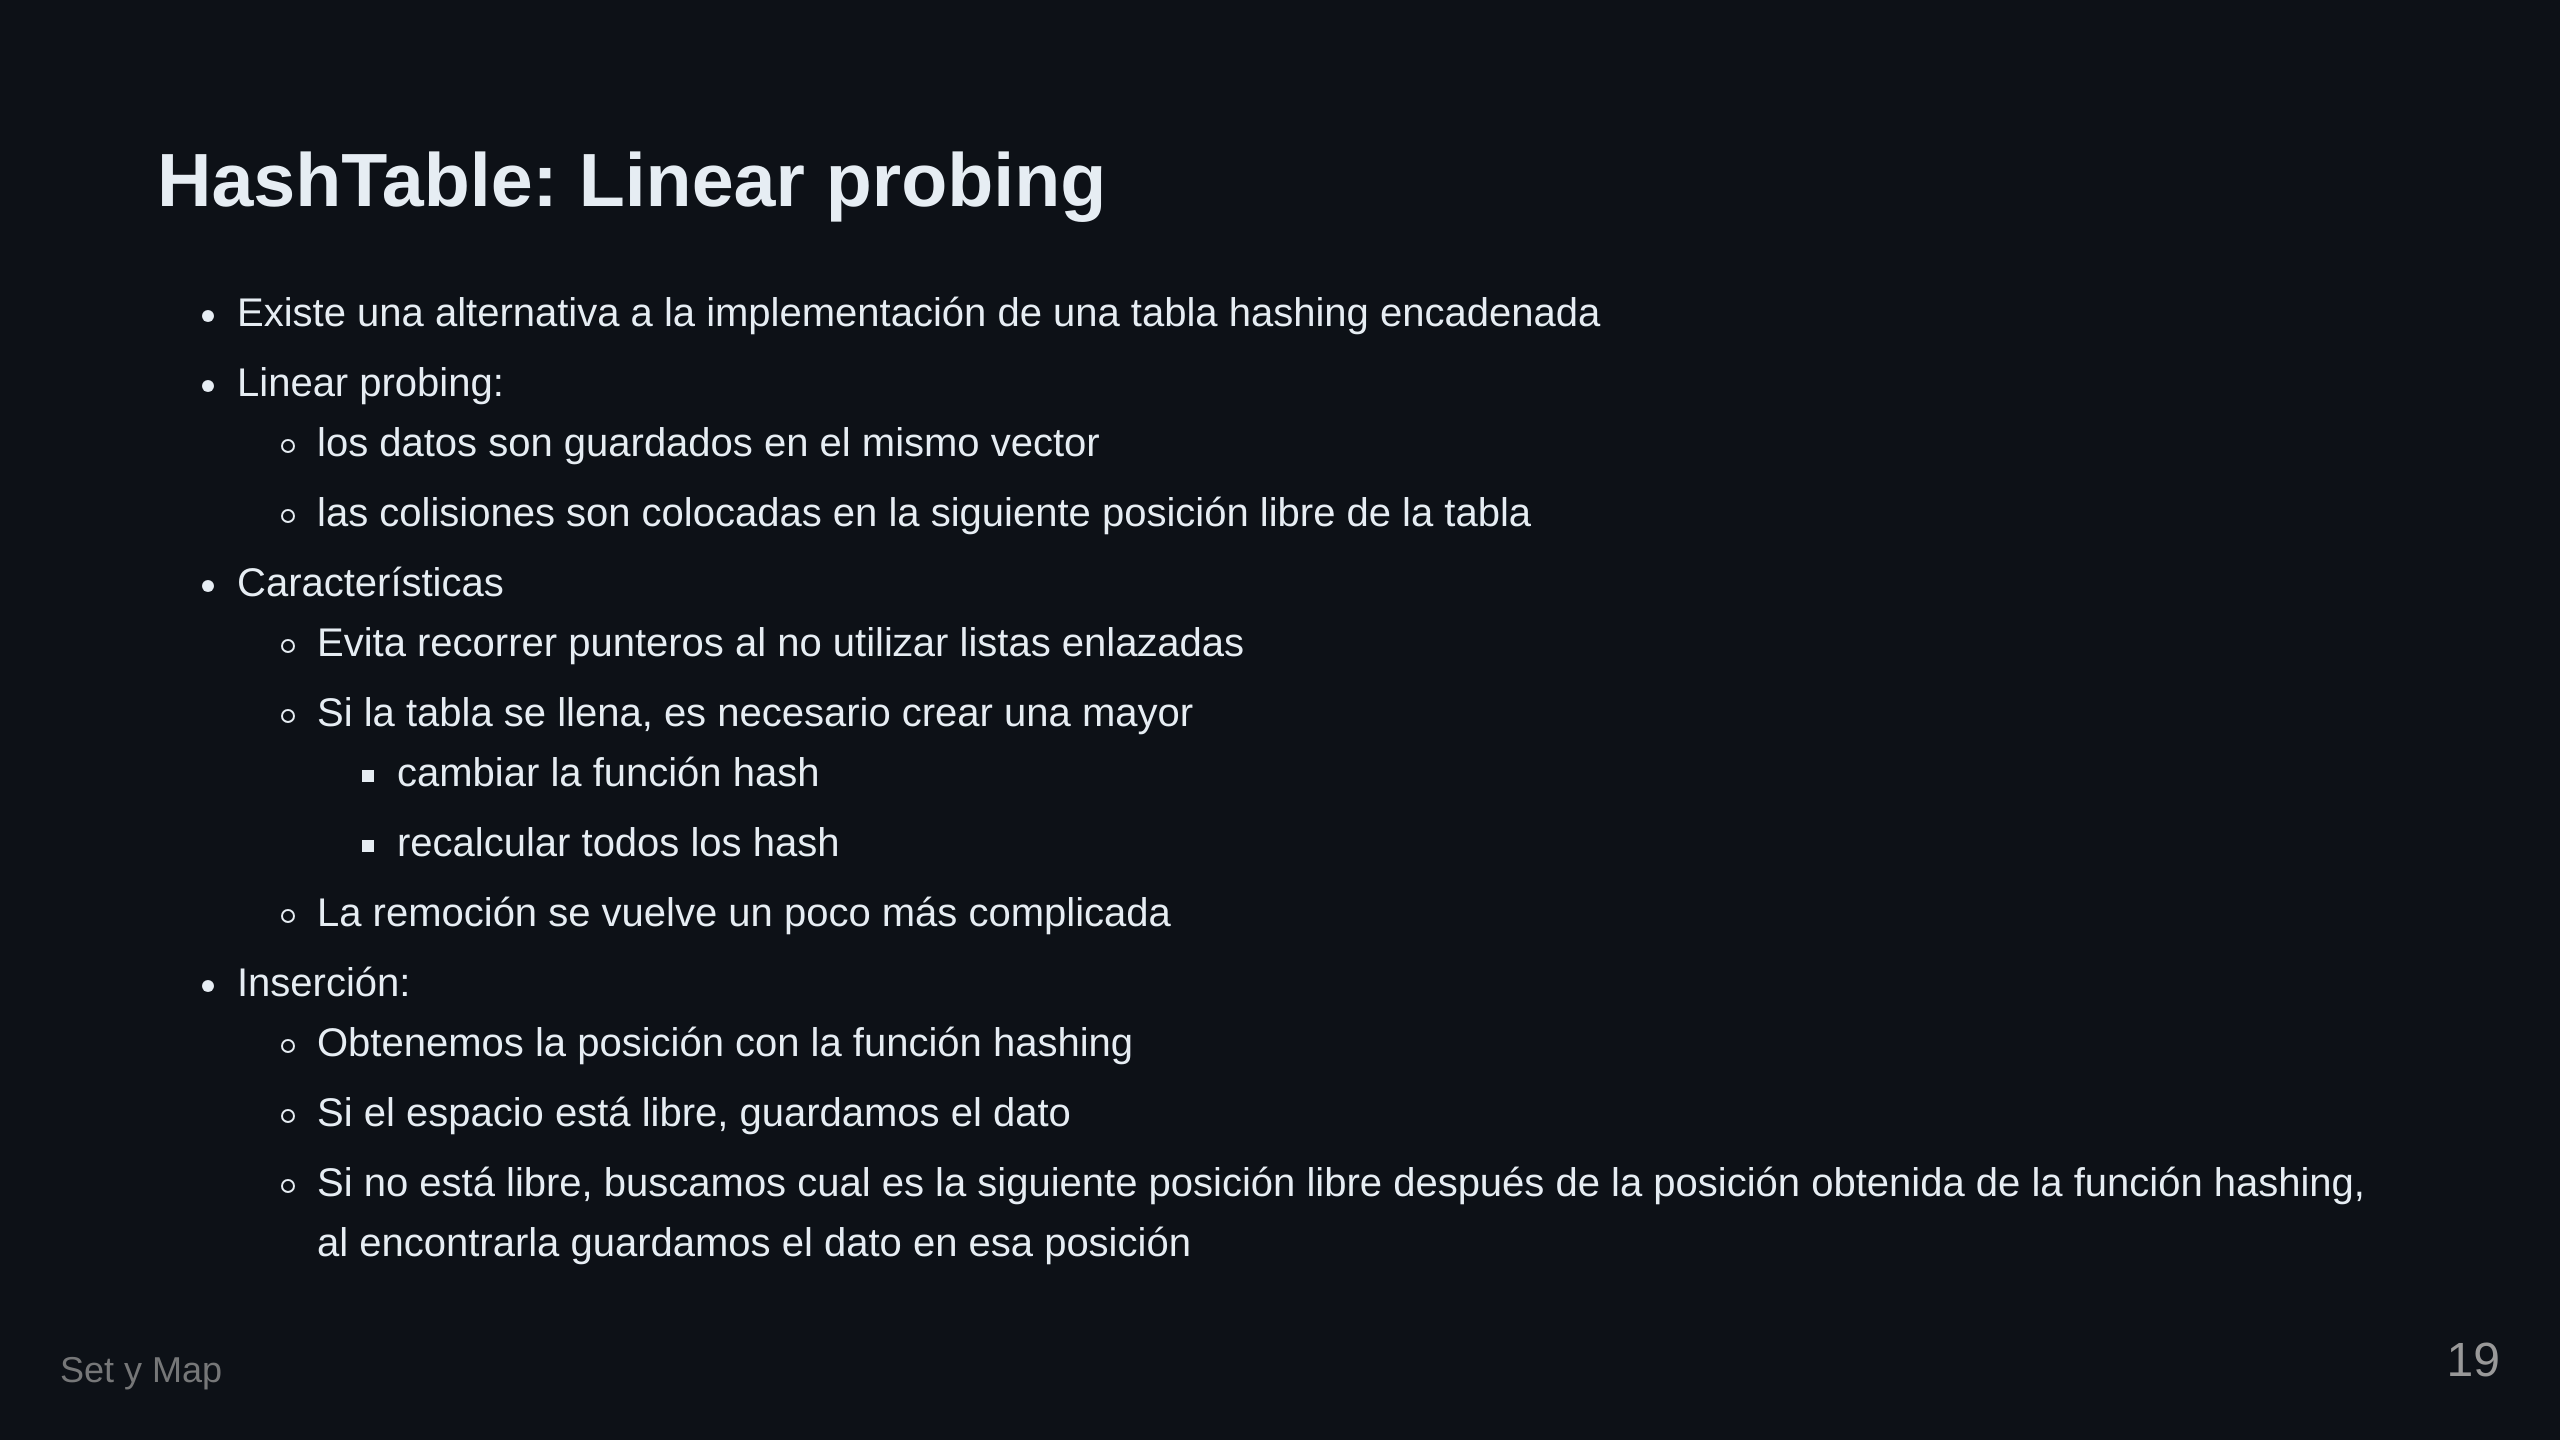 HashTable: Linear probing
Existe una alternativa a la implementación de una tabla hashing encadenada
Linear probing:
los datos son guardados en el mismo vector
las colisiones son colocadas en la siguiente posición libre de la tabla
Características
Evita recorrer punteros al no utilizar listas enlazadas
Si la tabla se llena, es necesario crear una mayor
cambiar la función hash
recalcular todos los hash
La remoción se vuelve un poco más complicada
Inserción:
Obtenemos la posición con la función hashing
Si el espacio está libre, guardamos el dato
Si no está libre, buscamos cual es la siguiente posición libre después de la posición obtenida de la función hashing,
al encontrarla guardamos el dato en esa posición
Set y Map
19